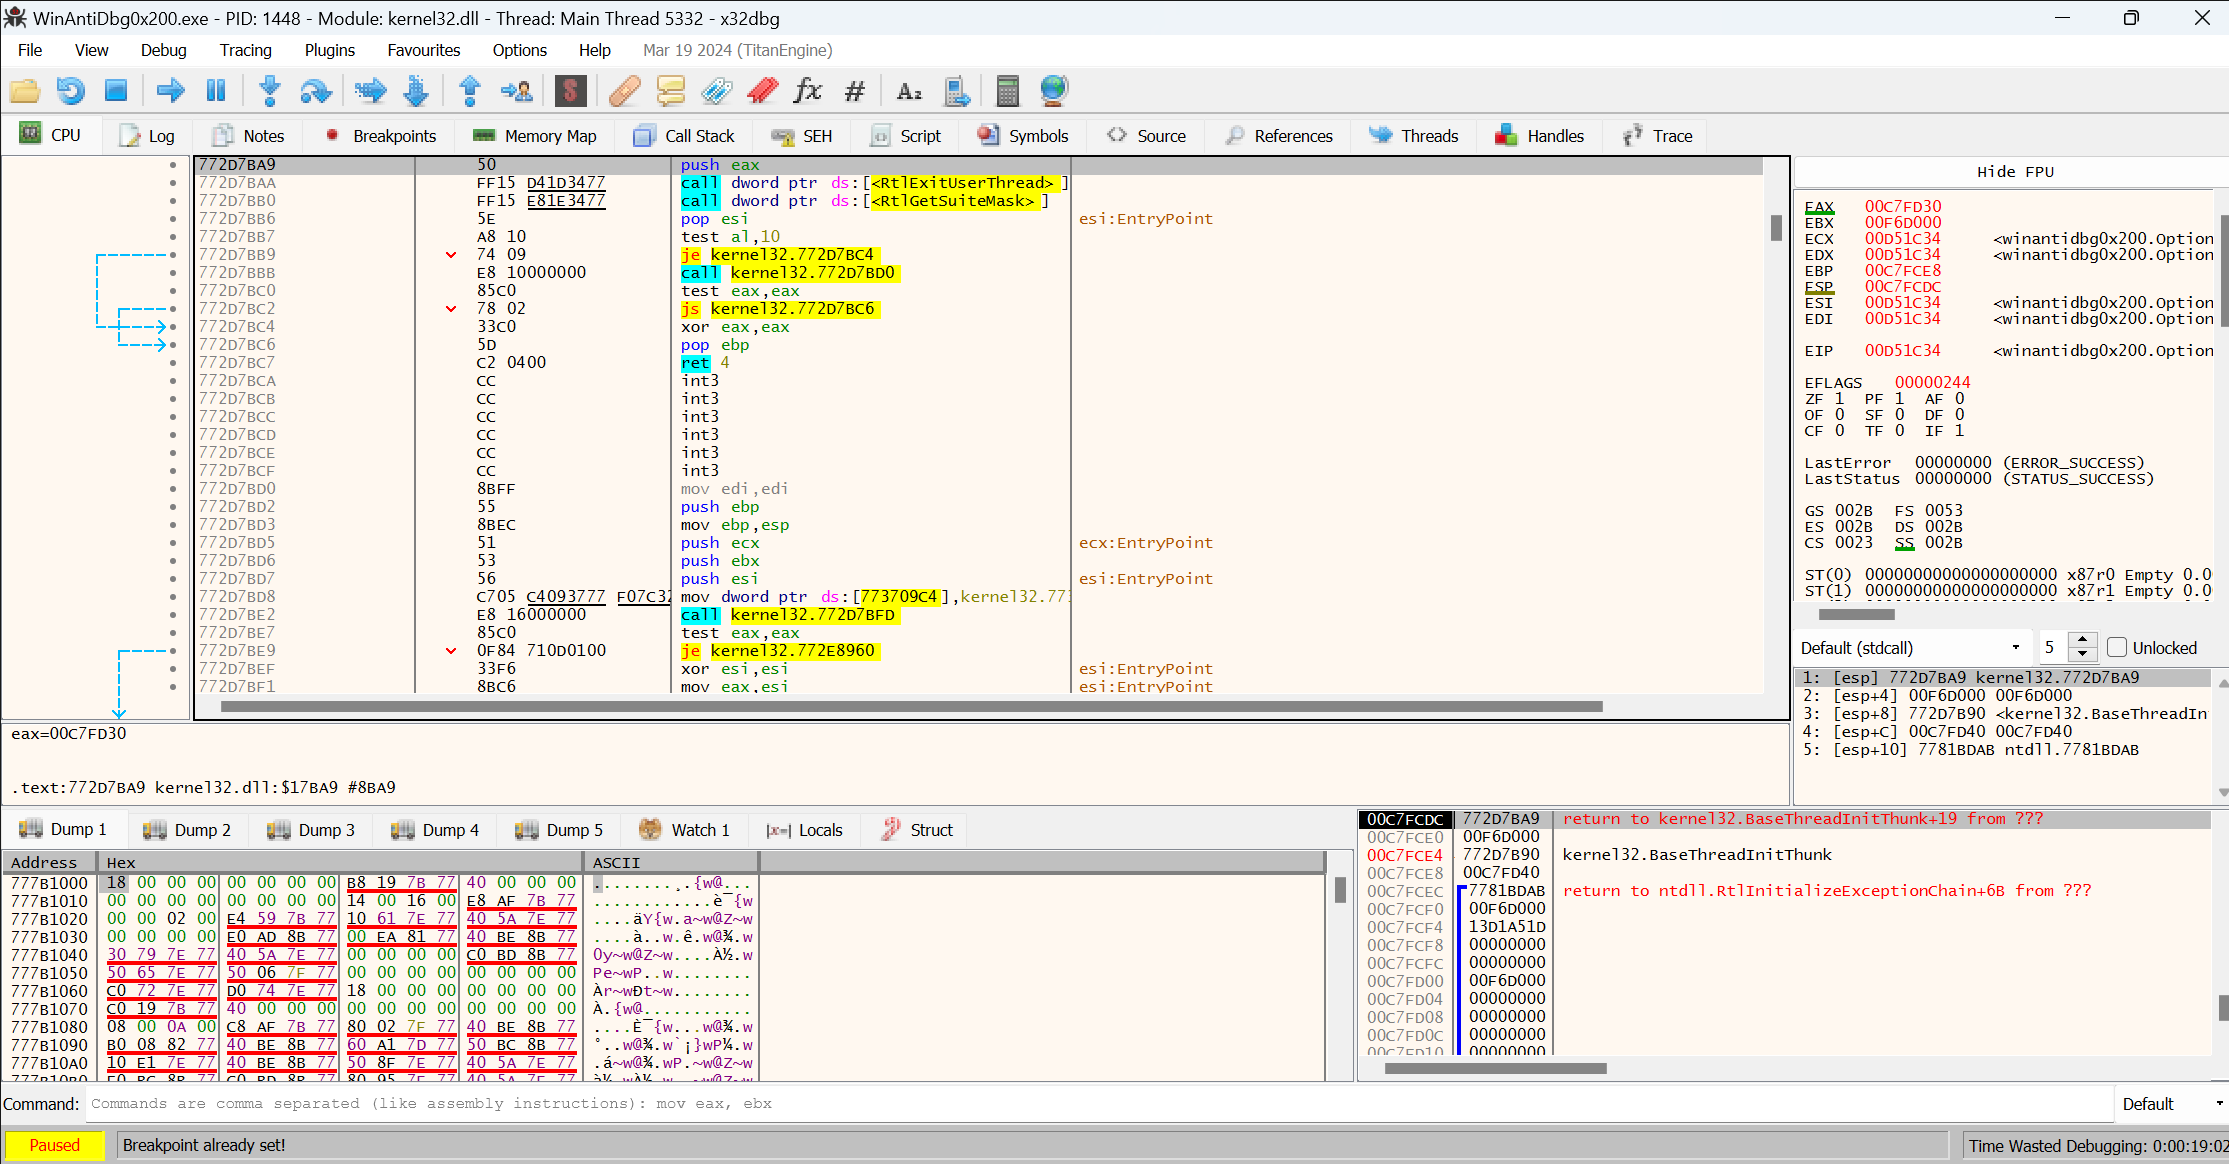 WinAntiDbg0x200.exe - PID: 1448 - Module: kernel32.dll - Thread: Main Thread 5332 - x32dbg
File View Debug Tracing Plugins Favourites Options Help Mar 19 2024 (TitanEngine)
CPU Log Notes Breakpoints Memory Map Call Stack SEH Script Symbols Source References Threads Handles Trace
772D7BA9 50 push eax
772D7BAA FF15 D41D3477 call dword ptr ds:[<RtlExitUserThread>]
772D7BB0 FF15 E81E3477 call dword ptr ds:[<RtlGetSuiteMask>]
772D7BB6 5E pop esi esi:EntryPoint
772D7BB7 A8 10 test al,10
772D7BB9 74 09 je kernel32.772D7BC4
772D7BBB E8 10000000 call kernel32.772D7BD0
772D7BC0 85C0 test eax,eax
772D7BC2 78 02 js kernel32.772D7BC6
772D7BC4 33C0 xor eax,eax
772D7BC6 5D pop ebp
772D7BC7 C2 0400 ret 4
772D7BCA CC int3
772D7BCB CC int3
772D7BCC CC int3
772D7BCD CC int3
772D7BCE CC int3
772D7BCF CC int3
772D7BD0 8BFF mov edi,edi
772D7BD2 55 push ebp
772D7BD3 8BEC mov ebp,esp
772D7BD5 51 push ecx ecx:EntryPoint
772D7BD6 53 push ebx
772D7BD7 56 push esi esi:EntryPoint
772D7BD8 C705 C4093777 F07C32 mov dword ptr ds:[773709C4],kernel32.77
772D7BE2 E8 16000000 call kernel32.772D7BFD
772D7BE7 85C0 test eax,eax
772D7BE9 0F84 710D0100 je kernel32.772E8960
772D7BEF 33F6 xor esi,esi esi:EntryPoint
772D7BF1 8BC6 mov eax,esi esi:EntryPoint
Hide FPU
EAX 00C7FD30
EBX 00F6D000
ECX 00D51C34 <winantidbg0x200.Option
EDX 00D51C34 <winantidbg0x200.Option
EBP 00C7FCE8
ESP 00C7FCDC
ESI 00D51C34 <winantidbg0x200.Option
EDI 00D51C34 <winantidbg0x200.Option
EIP 00D51C34 <winantidbg0x200.Option
EFLAGS 00000244
ZF 1 PF 1 AF 0
OF 0 SF 0 DF 0
CF 0 TF 0 IF 1
LastError 00000000 (ERROR_SUCCESS)
LastStatus 00000000 (STATUS_SUCCESS)
GS 002B FS 0053
ES 002B DS 002B
CS 0023 SS 002B
ST(0) 00000000000000000000 x87r0 Empty 0.0
ST(1) 00000000000000000000 x87r1 Empty 0.0
Default (stdcall) 5 Unlocked
1: [esp] 772D7BA9 kernel32.772D7BA9
2: [esp+4] 00F6D000 00F6D000
3: [esp+8] 772D7B90 <kernel32.BaseThreadIn
4: [esp+C] 00C7FD40 00C7FD40
5: [esp+10] 7781BDAB ntdll.7781BDAB
eax=00C7FD30
.text:772D7BA9 kernel32.dll:$17BA9 #8BA9
Dump 1 Dump 2 Dump 3 Dump 4 Dump 5 Watch 1 Locals Struct
Address Hex ASCII
777B1000 18 00 00 00 00 00 00 00 B8 19 7B 77 40 00 00 00 .........{w@...
777B1010 00 00 00 00 00 00 00 00 14 00 16 00 E8 AF 7B 77 ............è¯{w
777B1020 00 00 02 00 E4 59 7B 77 10 61 7E 77 40 5A 7E 77 ....äY{w.a~w@Z~w
777B1030 00 00 00 00 E0 AD 8B 77 00 EA 81 77 40 BE 8B 77 ....à..w.ê.w@¾.w
777B1040 30 79 7E 77 40 5A 7E 77 00 00 00 00 C0 BD 8B 77 0y~w@Z~w....À½.w
777B1050 50 65 7E 77 50 06 7F 77 00 00 00 00 00 00 00 00 Pe~wP..w........
777B1060 C0 72 7E 77 D0 74 7E 77 18 00 00 00 00 00 00 00 Àr~wÐt~w........
777B1070 C0 19 7B 77 40 00 00 00 00 00 00 00 00 00 00 00 À.{w@...........
777B1080 08 00 0A 00 C8 AF 7B 77 80 02 7F 77 40 BE 8B 77 ....È¯{w...w@¾.w
777B1090 B0 08 82 77 40 BE 8B 77 60 A1 7D 77 50 BC 8B 77 °..w@¾.w`¡}wP¼.w
777B10A0 10 E1 7E 77 40 BE 8B 77 50 8F 7E 77 40 5A 7E 77 .á~w@¾.wP.~w@Z~w
00C7FCDC 772D7BA9 return to kernel32.BaseThreadInitThunk+19 from ???
00C7FCE0 00F6D000
00C7FCE4 772D7B90 kernel32.BaseThreadInitThunk
00C7FCE8 00C7FD40
00C7FCEC 7781BDAB return to ntdll.RtlInitializeExceptionChain+6B from ???
00C7FCF0 00F6D000
00C7FCF4 13D1A51D
00C7FCF8 00000000
00C7FCFC 00000000
00C7FD00 00F6D000
00C7FD04 00000000
00C7FD08 00000000
00C7FD0C 00000000
00C7FD10 00000000
Command: Commands are comma separated (like assembly instructions): mov eax, ebx Default
Paused Breakpoint already set! Time Wasted Debugging: 0:00:19:02